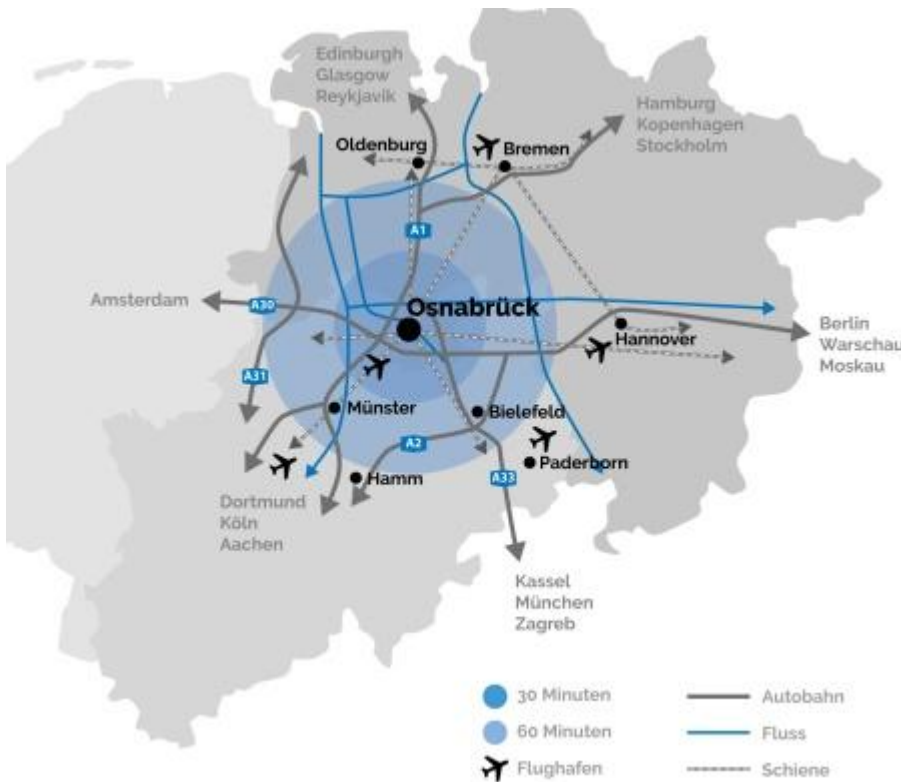 Edinburgh
Glasgow
Reykjavik
Hamburg
Kopenhagen
Stockholm
Oldenburg
Bremen
A1
Amsterdam
A30
Osnabrück
Hannover
Berlin
Warschau
Moskau
A31
Münster
Bielefeld
A2
Paderborn
Hamm
A33
Dortmund
Köln
Aachen
Kassel
München
Zagreb
30 Minuten
Autobahn
60 Minuten
Fluss
Flughafen
Schiene